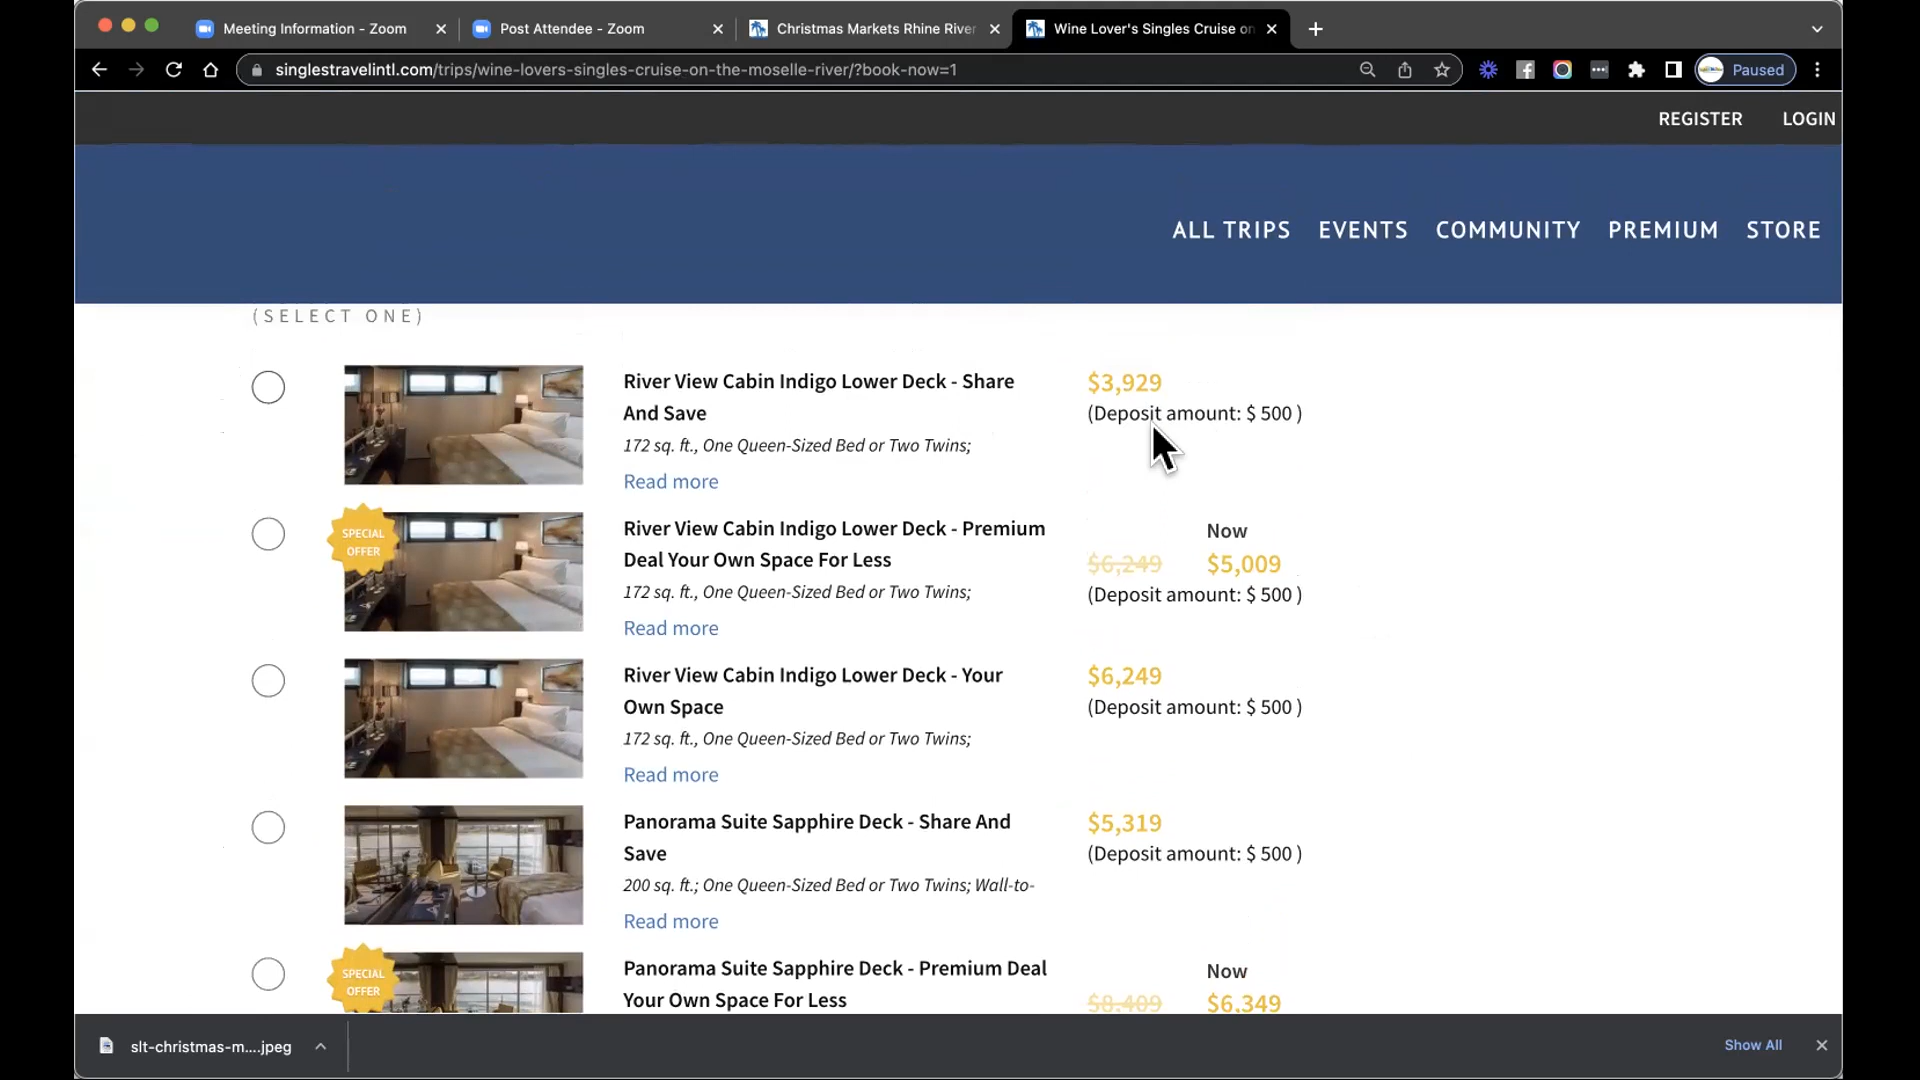 Meeting Information - Zoom
Post Attendee - Zoom
Christmas Markets Rhine River
Wine Lover's Singles Cruise on
singlestravelintl.com/trips/wine-lovers-singles-cruise-on-the-moselle-river/?book-now=1
Paused
REGISTER LOGIN
ALL TRIPS EVENTS COMMUNITY PREMIUM STORE
(SELECT ONE)
River View Cabin Indigo Lower Deck - Share
And Save
172 sq. ft., One Queen-Sized Bed or Two Twins;
Read more
$3,929
(Deposit amount: $ 500 )
SPECIAL
OFFER
River View Cabin Indigo Lower Deck - Premium
Deal Your Own Space For Less
172 sq. ft., One Queen-Sized Bed or Two Twins;
Read more
Now
$6,249 $5,009
(Deposit amount: $ 500 )
River View Cabin Indigo Lower Deck - Your
Own Space
172 sq. ft., One Queen-Sized Bed or Two Twins;
Read more
$6,249
(Deposit amount: $ 500 )
Panorama Suite Sapphire Deck - Share And
Save
200 sq. ft.; One Queen-Sized Bed or Two Twins; Wall-to-
Read more
$5,319
(Deposit amount: $ 500 )
SPECIAL
OFFER
Panorama Suite Sapphire Deck - Premium Deal
Your Own Space For Less
Now
$8,409 $6,349
slt-christmas-m....jpeg
Show All